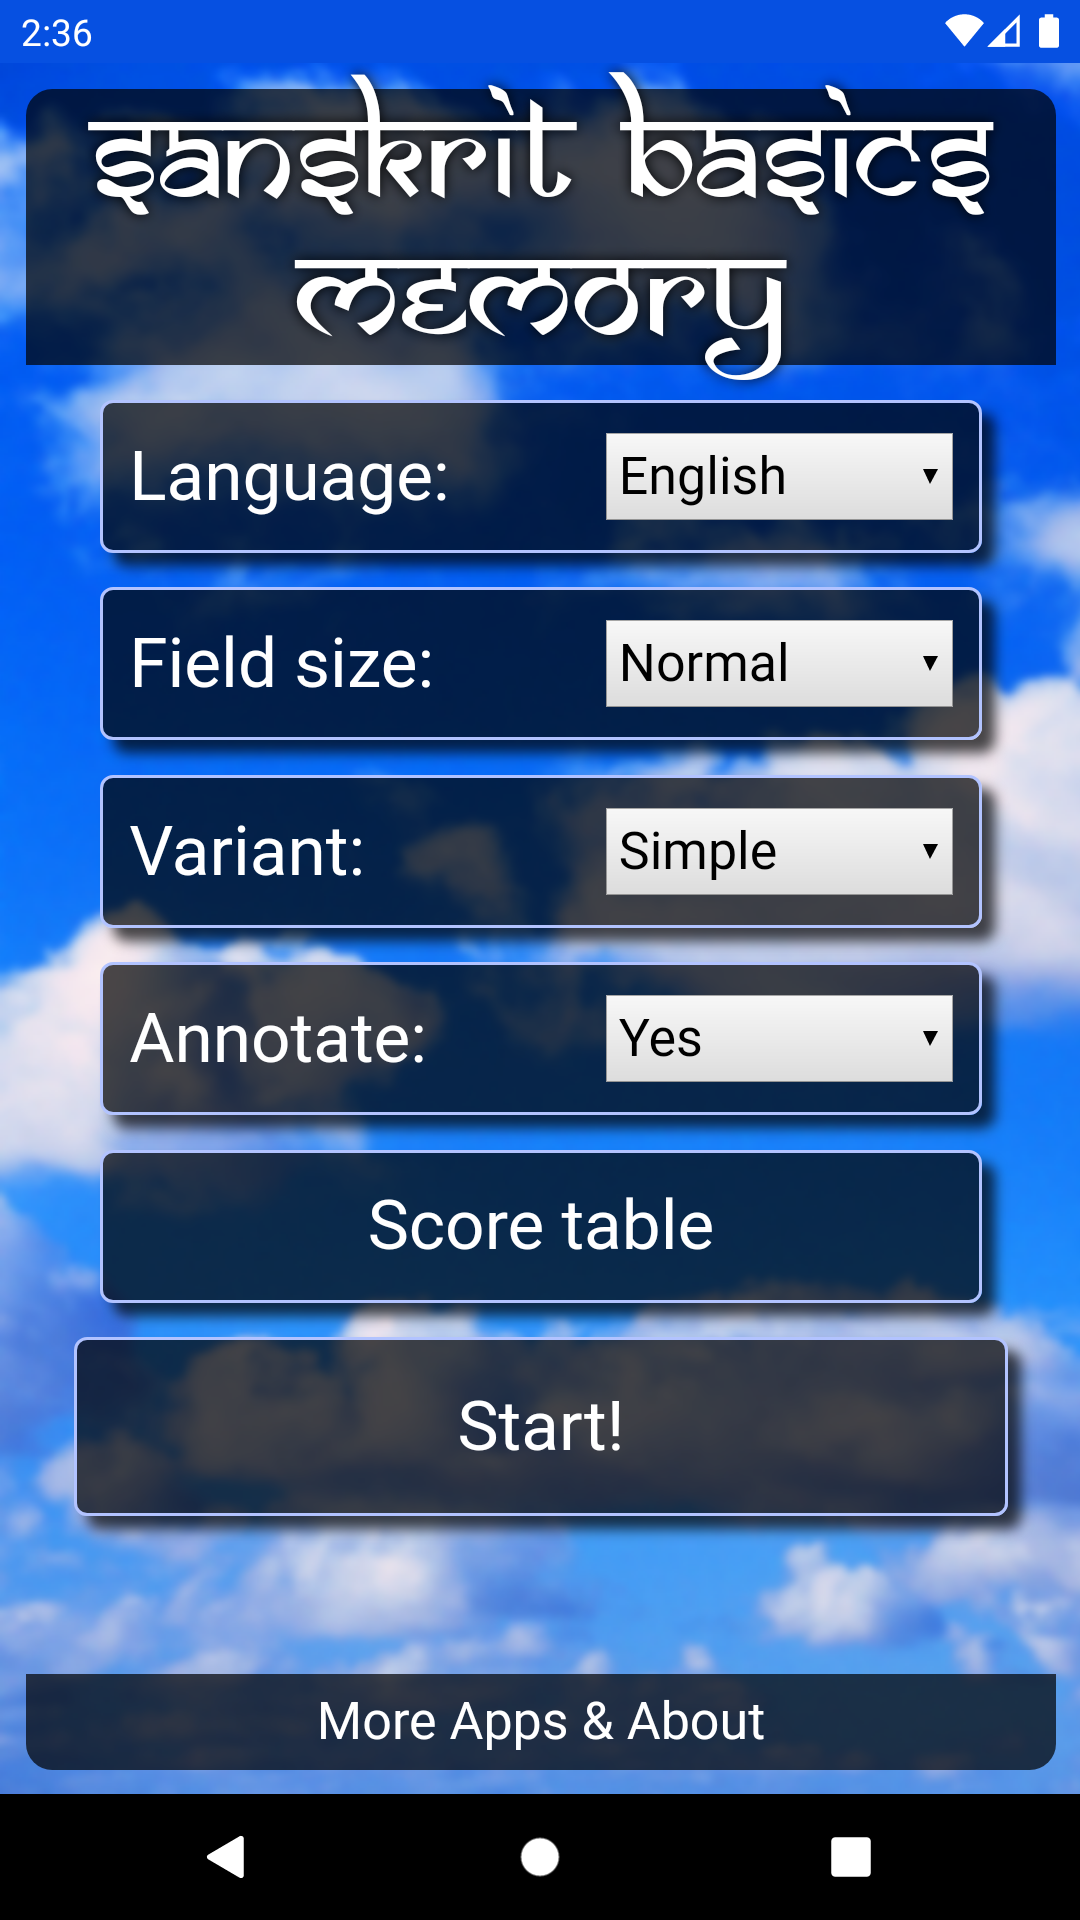 2:36
Sanskrit Basics
Memory
Language:
English
Field size:
Normal
Variant:
Simple
Annotate:
Yes
Score table
Start!
More Apps & About